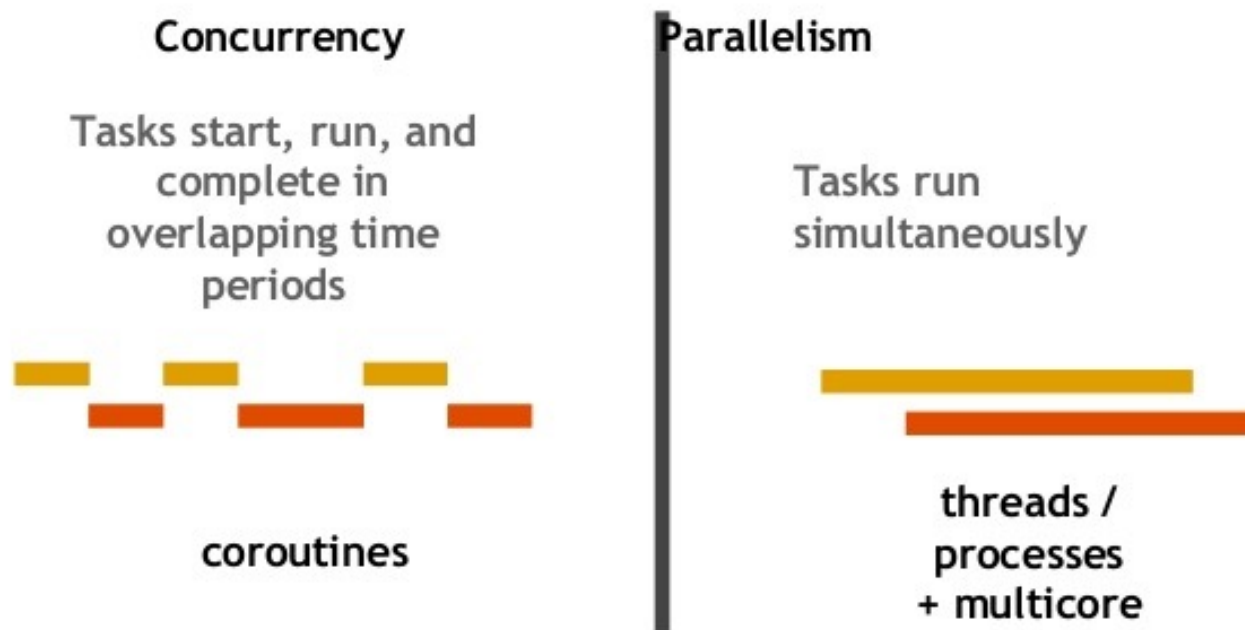 Concurrency
Tasks start, run, and
complete in
overlapping time
periods
coroutines
Parallelism
Tasks run
simultaneously
threads /
processes
+ multicore